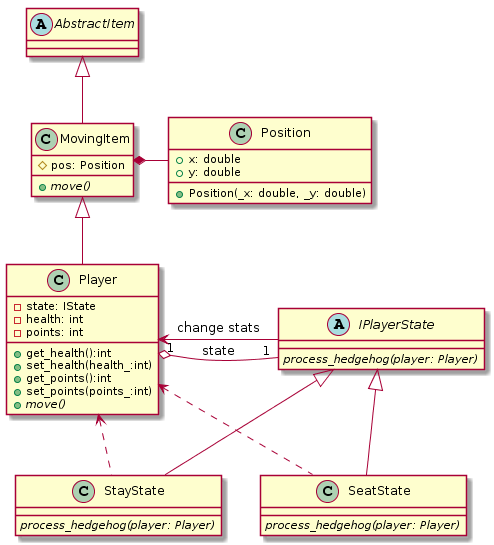 A AbstractItem
C MovingItem
pos: Position
move()
C Position
x: double
y: double
Position(_x: double, _y: double)
C Player
state: IState
health: int
points: int
get_health():int
set_health(health_:int)
get_points():int
set_points(points_:int)
move()
change stats
1
state
1
A IPlayerState
process_hedgehog(player: Player)
C StayState
process_hedgehog(player: Player)
C SeatState
process_hedgehog(player: Player)